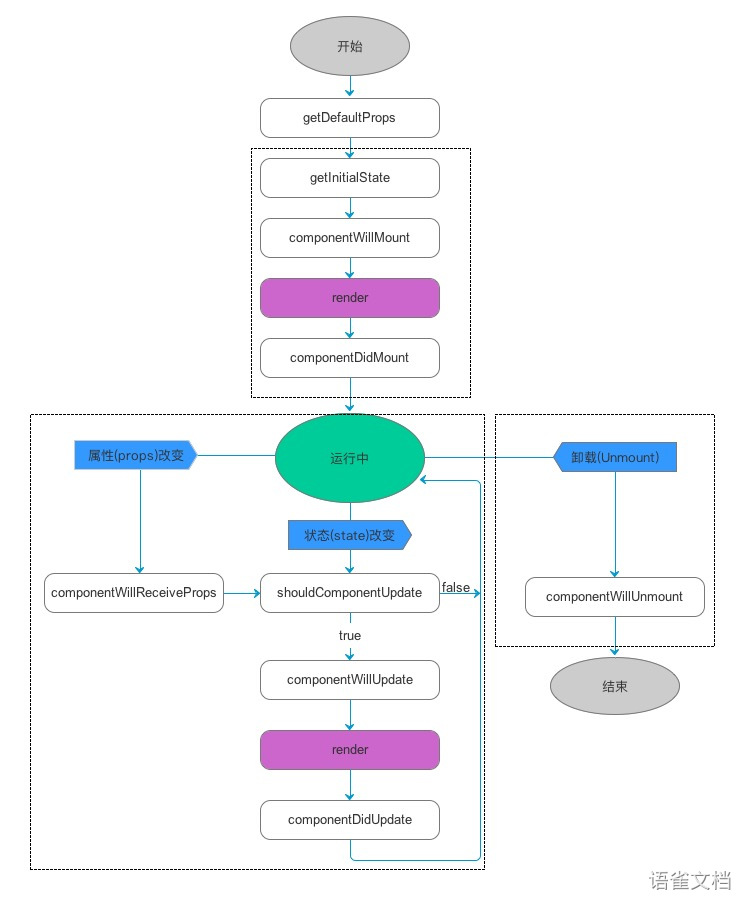 开始
getDefaultProps
getInitialState
componentWillMount
render
componentDidMount
运行中
属性(props)改变
卸载(Unmount)
状态(state)改变
componentWillReceiveProps
shouldComponentUpdate
false
componentWillUnmount
true
componentWillUpdate
结束
render
componentDidUpdate
语雀文档